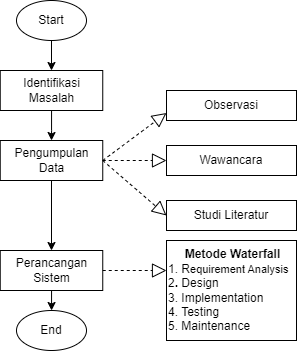 Start
Identifikasi
Masalah
Pengumpulan
Data
Observasi
Wawancara
Studi Literatur
Perancangan
Sistem
Metode Waterfall
1. Requirement Analysis
2. Design
3. Implementation
4. Testing
5. Maintenance
End